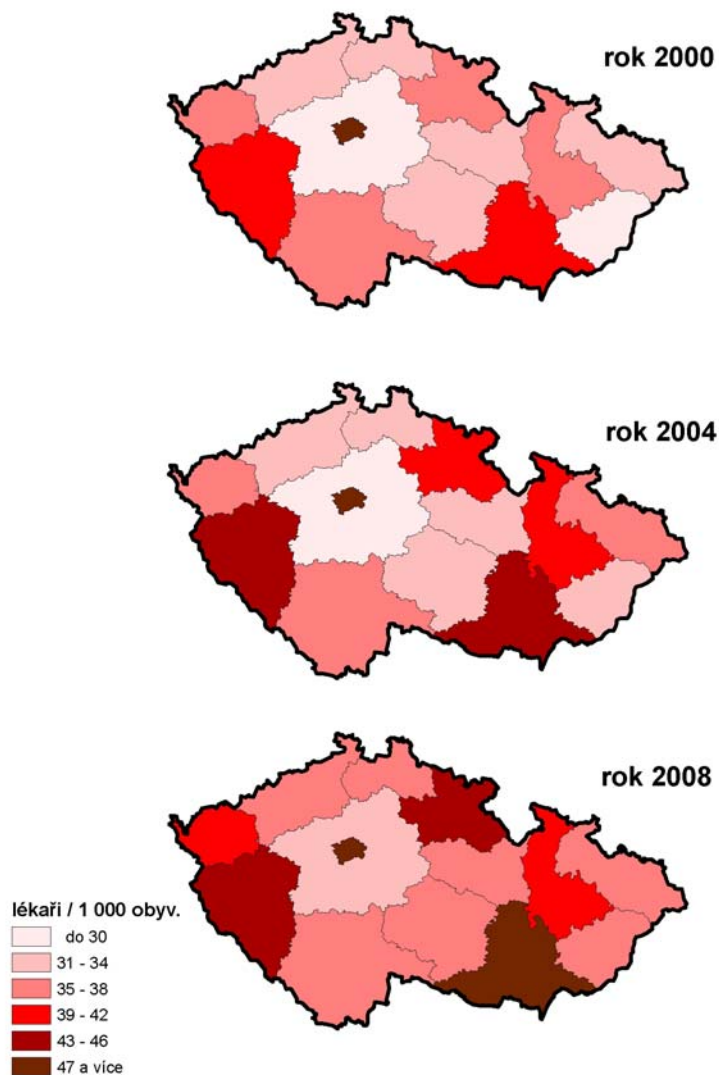 rok 2000
rok 2004
rok 2008
lékaři / 1 000 obyv.
do 30
31 - 34
35 - 38
39 - 42
43 - 46
47 a více